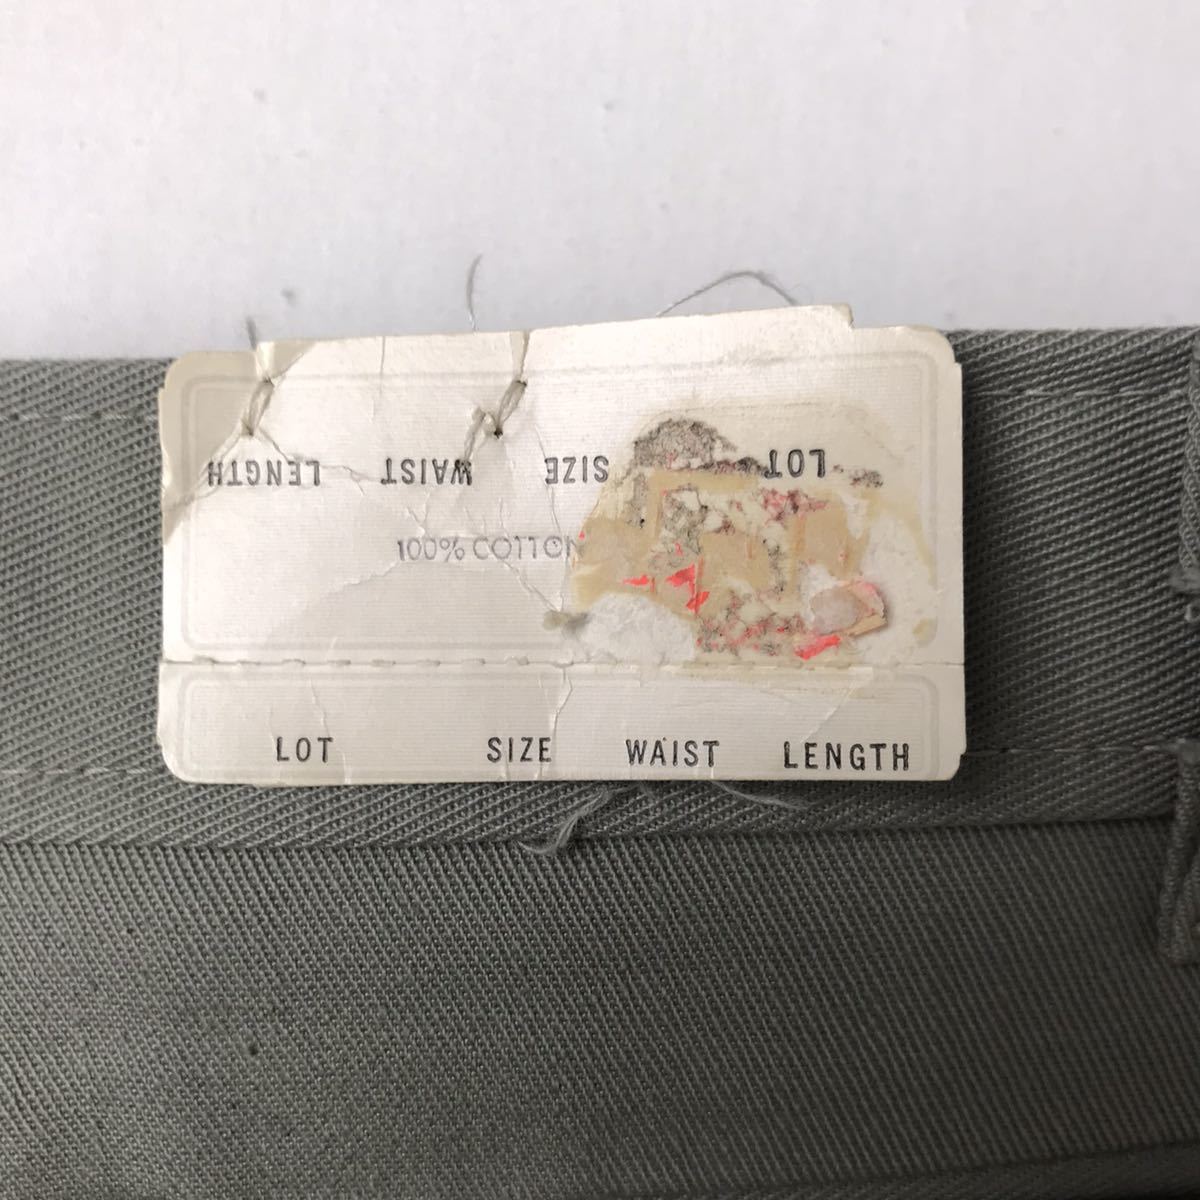 LENGTH WAIST SIZE LOT
100% COTTON
LOT SIZE WAIST LENGTH